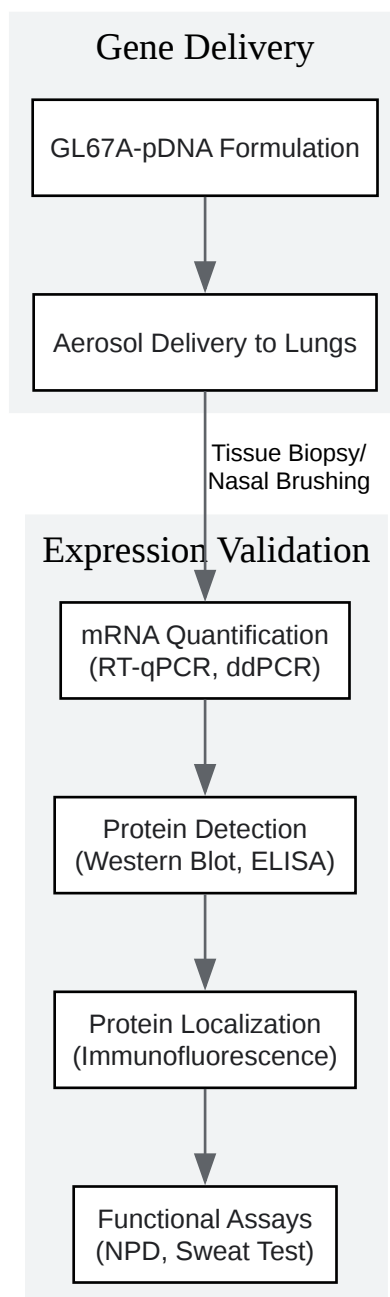 Gene Delivery
GL67A-pDNA Formulation
Aerosol Delivery to Lungs
Tissue Biopsy/
Nasal Brushing
Expression Validation
mRNA Quantification
(RT-qPCR, ddPCR)
Protein Detection
(Western Blot, ELISA)
Protein Localization
(Immunofluorescence)
Functional Assays
(NPD, Sweat Test)